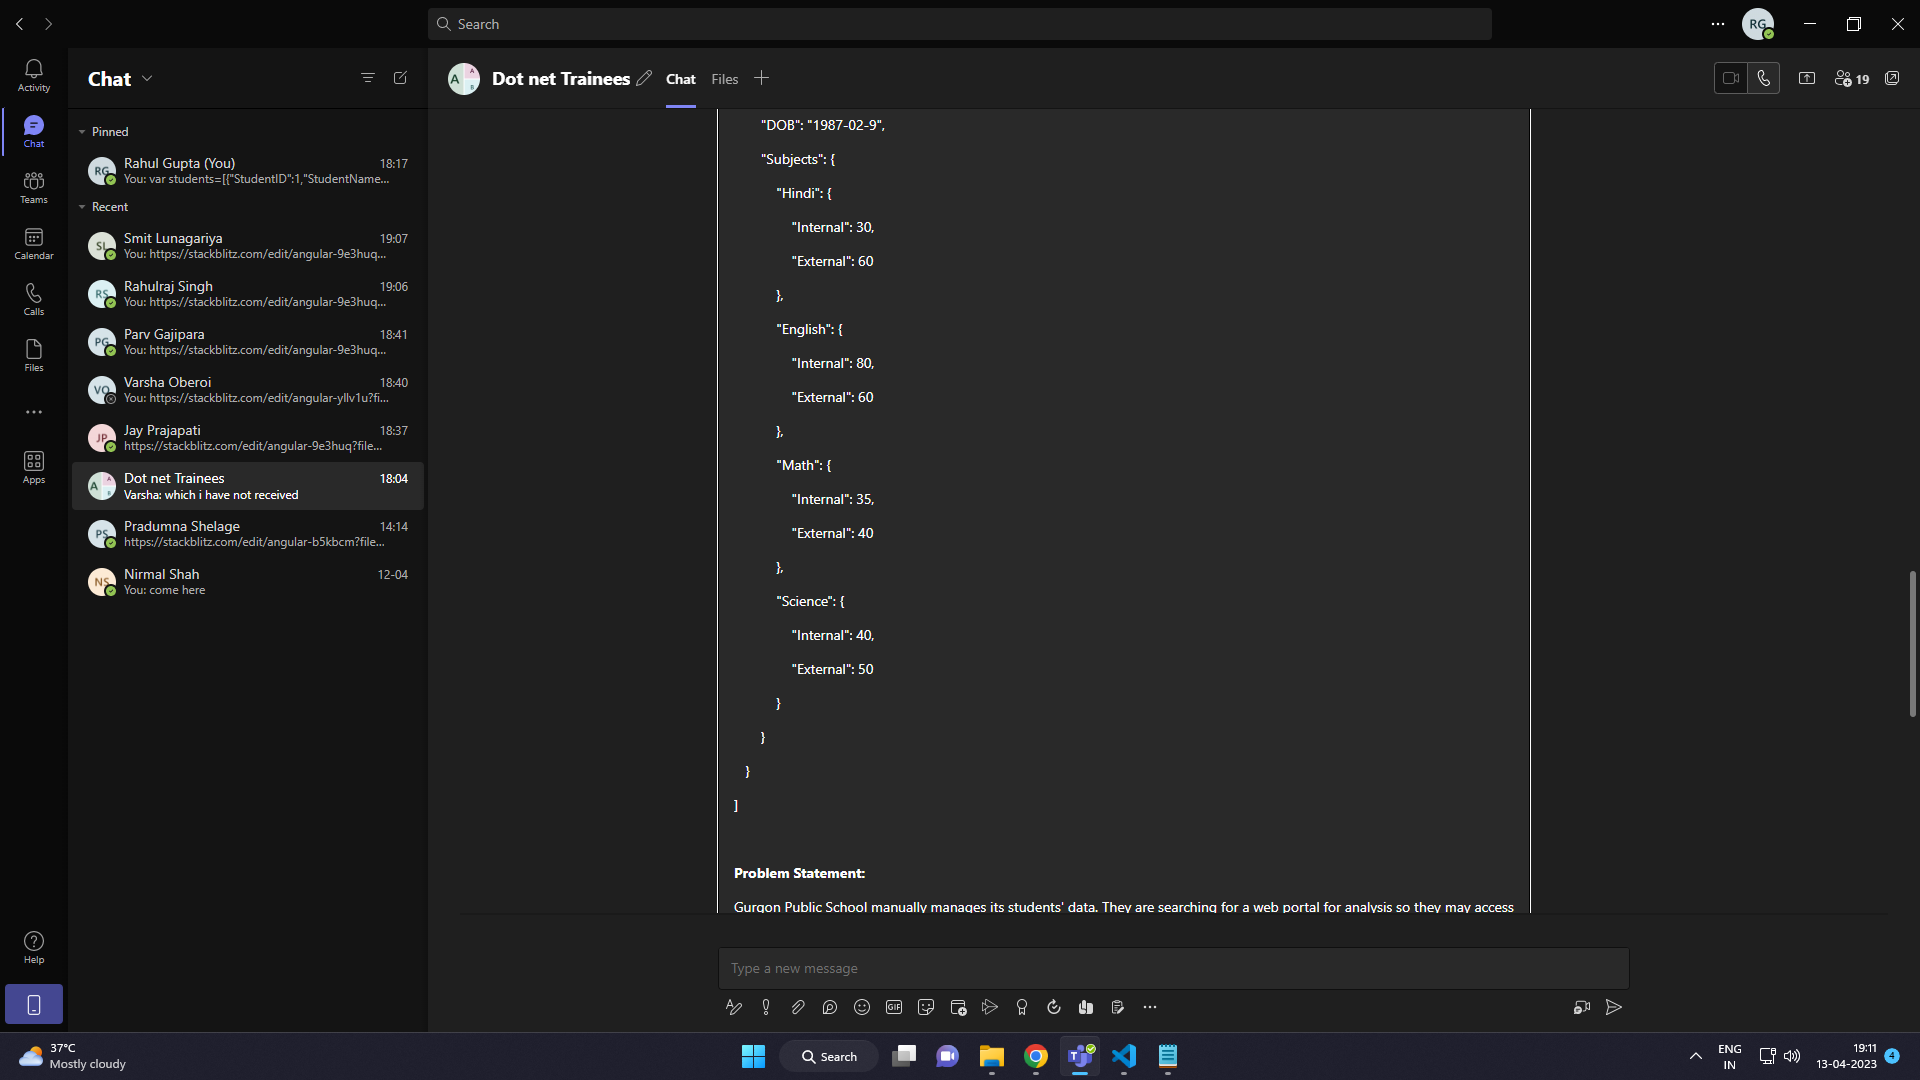 Search
RG
Activity
Chat
Teams
Calendar
Calls
Files
Apps
Help
Chat
Pinned
RG
Rahul Gupta (You)
18:17
You: var students=[{"StudentID":1,"StudentName...
Recent
SL
Smit Lunagariya
19:07
You: https://stackblitz.com/edit/angular-9e3huq...
RS
Rahulraj Singh
19:06
You: https://stackblitz.com/edit/angular-9e3huq...
PG
Parv Gajipara
18:41
You: https://stackblitz.com/edit/angular-9e3huq...
VO
Varsha Oberoi
18:40
You: https://stackblitz.com/edit/angular-yllv1u?fi...
JP
Jay Prajapati
18:37
https://stackblitz.com/edit/angular-9e3huq?file...
A A B
Dot net Trainees
18:04
Varsha: which i have not received
PS
Pradumna Shelage
14:14
https://stackblitz.com/edit/angular-b5kbcm?file...
NS
Nirmal Shah
12-04
You: come here
A A B
Dot net Trainees
Chat
Files
19
"DOB": "1987-02-9",
"Subjects": {
"Hindi": {
"Internal": 30,
"External": 60
},
"English": {
"Internal": 80,
"External": 60
},
"Math": {
"Internal": 35,
"External": 40
},
"Science": {
"Internal": 40,
"External": 50
}
}
}
]
Problem Statement:
Gurgon Public School manually manages its students' data. They are searching for a web portal for analysis so they may access
Type a new message
GIF
37°C
Mostly cloudy
Search
ENG
IN
19:11
13-04-2023
4